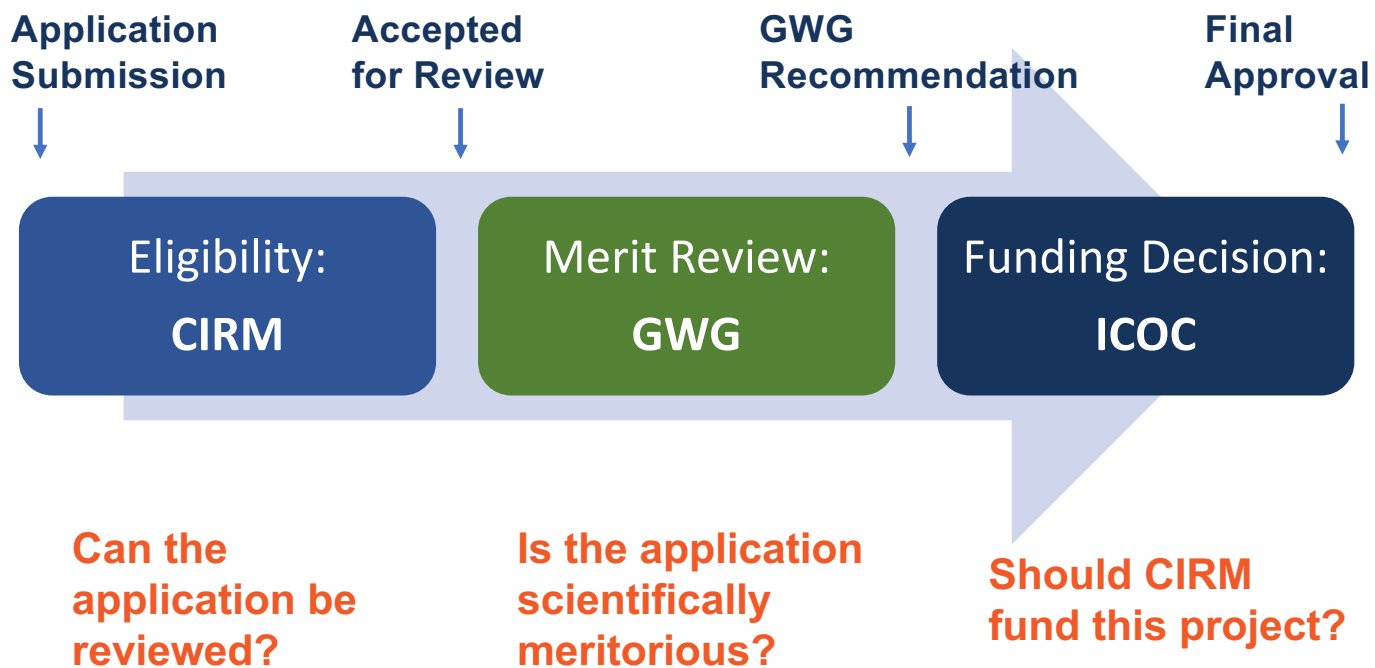 Application
Submission
Accepted
for Review
GWG
Recommendation
Final
Approval
Eligibility:
CIRM
Merit Review:
GWG
Funding Decision:
ICOC
Can the
application be
reviewed?
Is the application
scientifically
meritorious?
Should CIRM
fund this project?